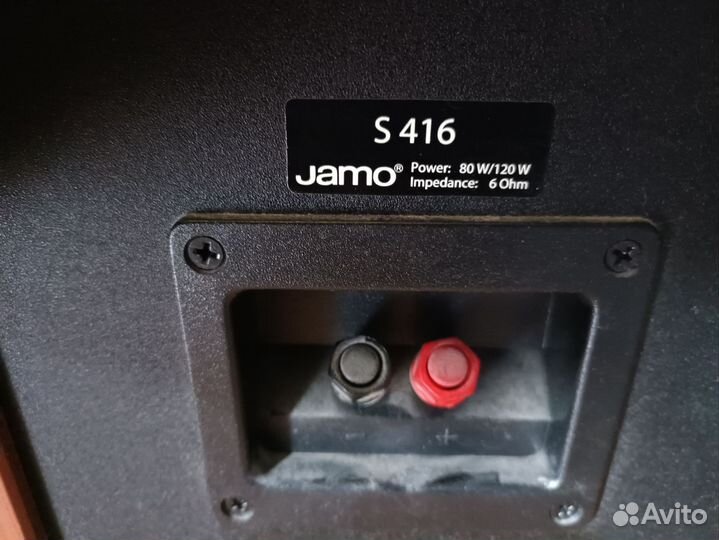 S 416
Jamo® Power: 80 W/120 W
Impedance: 6 Ohm
- +
Avito